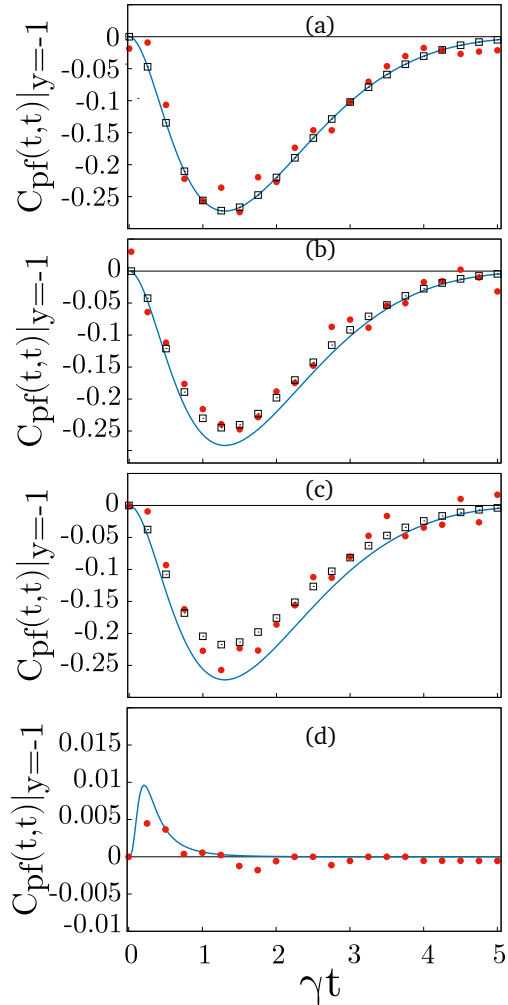 (a)
0
-0.05
-0.1
-0.15
-0.2
-0.25
Cpf(t,t)|y=-1
(b)
0
-0.05
-0.1
-0.15
-0.2
-0.25
Cpf(t,t)|y=-1
(c)
0
-0.05
-0.1
-0.15
-0.2
-0.25
Cpf(t,t)|y=-1
(d)
0.015
0.01
0.005
0
-0.005
-0.01
Cpf(t,t)|y=-1
0 1 2 3 4 5
γt